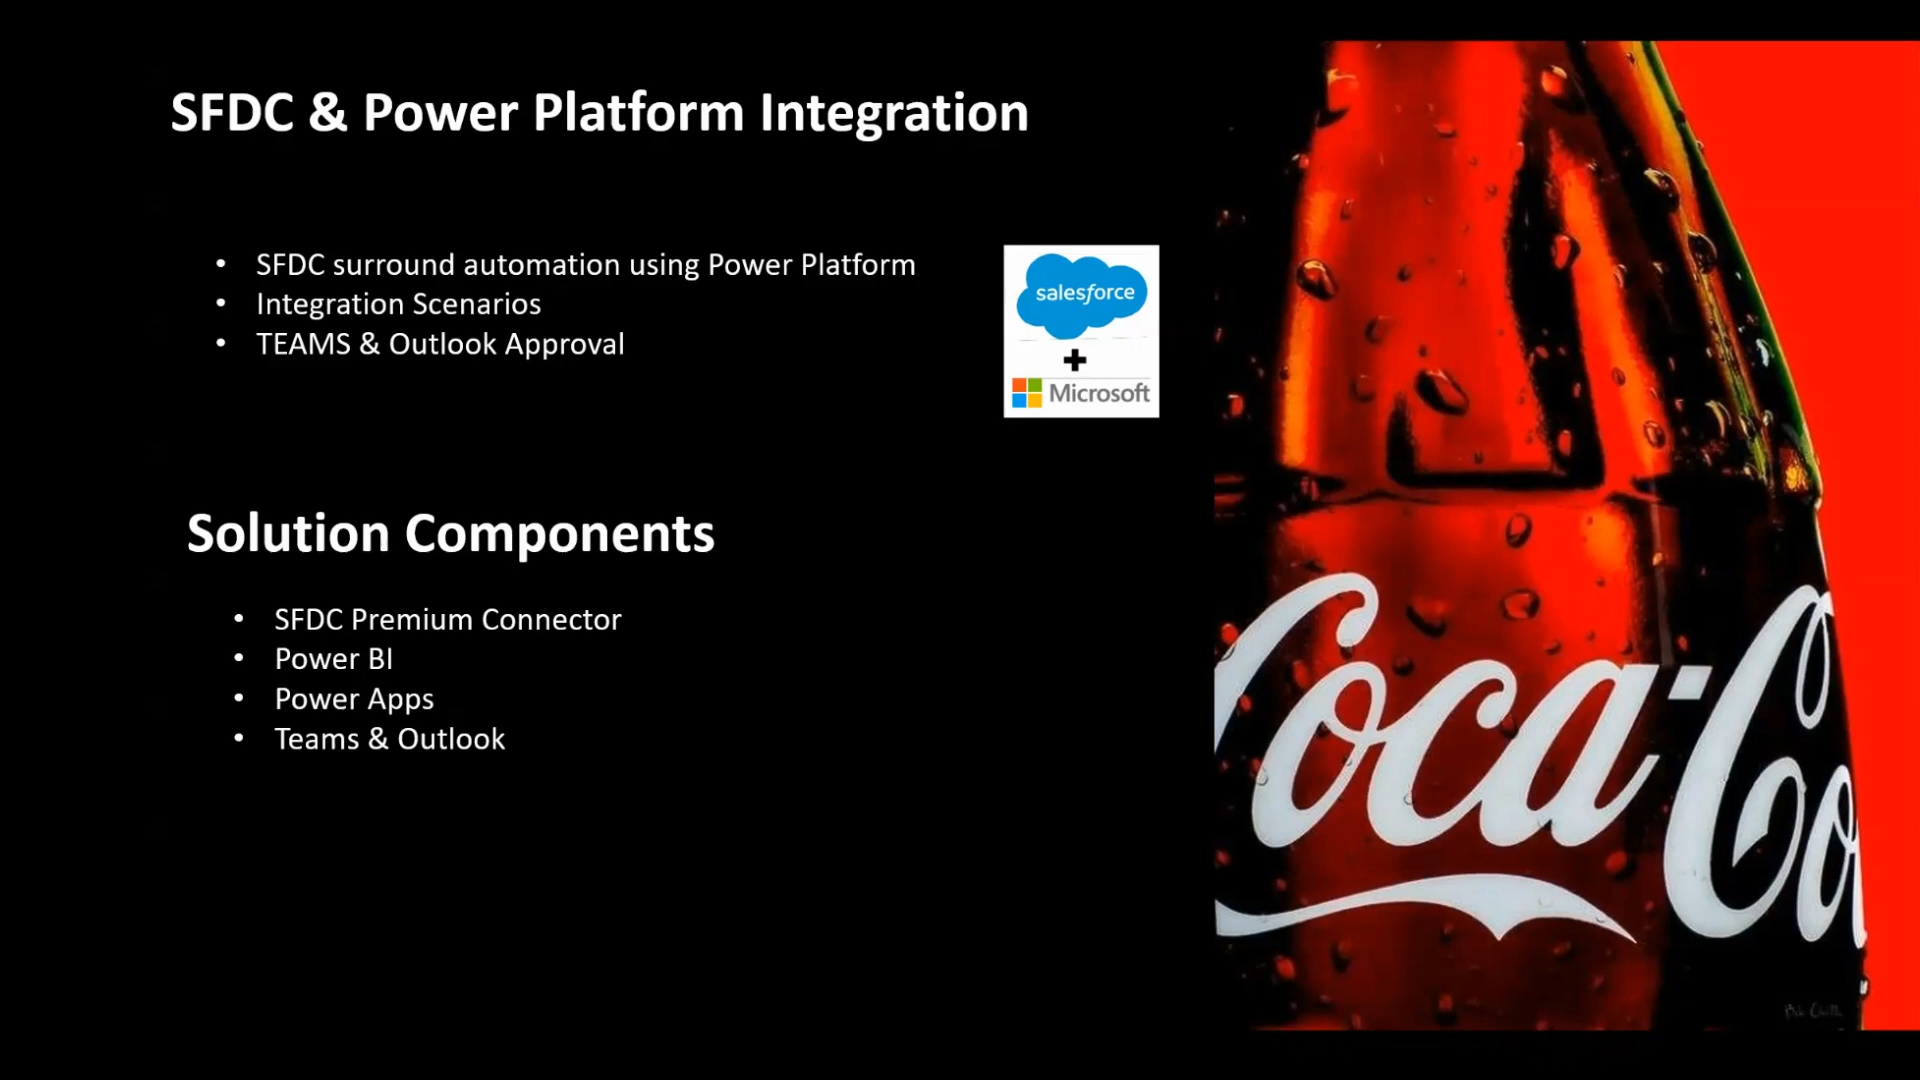 SFDC & Power Platform Integration
• SFDC surround automation using Power Platform
• Integration Scenarios
• TEAMS & Outlook Approval
salesforce
+
Microsoft
Solution Components
• SFDC Premium Connector
• Power BI
• Power Apps
• Teams & Outlook
Coca-Co